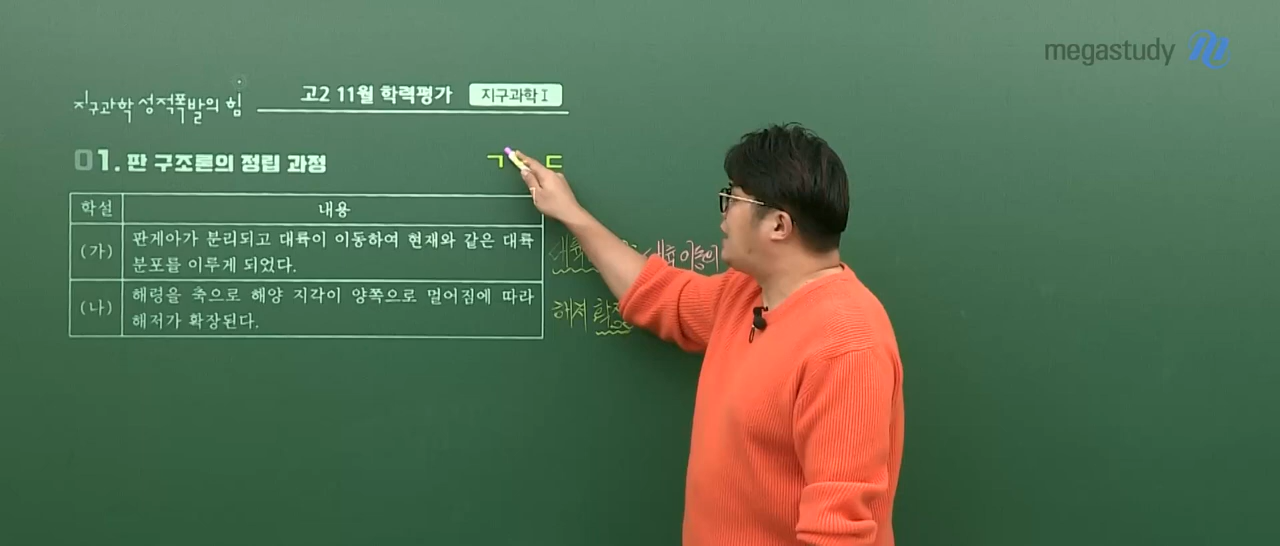 megastudy
지구과학 성적폭발의 힘
고2 11월 학력평가 지구과학Ⅰ
01. 판 구조론의 정립 과정
ㄱ ㄷ
학설 내용
(가) 판게아가 분리되고 대륙이 이동하여 현재와 같은 대륙
분포를 이루게 되었다.
대륙 이동의
(나) 해령을 축으로 해양 지각이 양쪽으로 멀어짐에 따라
해저가 확장된다.
해저